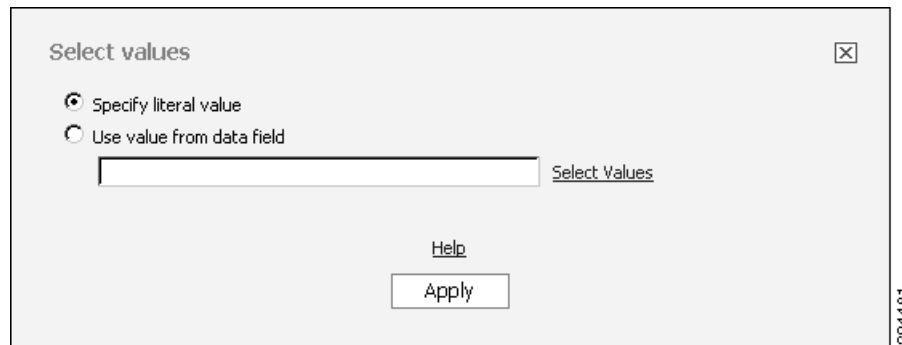 Select values
Specify literal value
Use value from data field
Select Values
Help
Apply